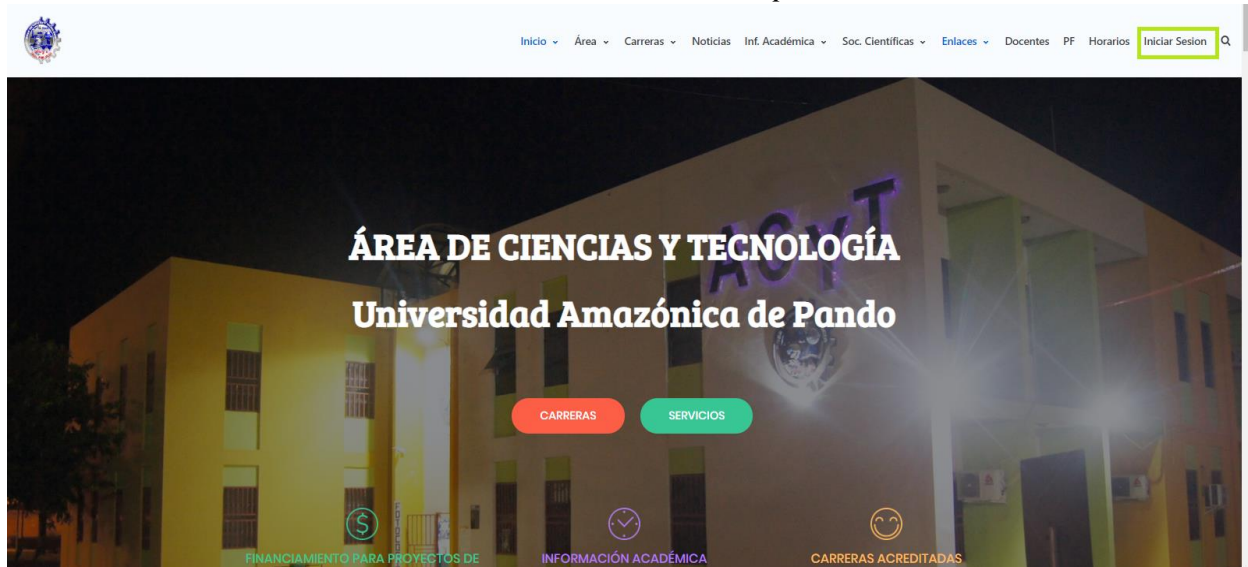 Inicio Área Carreras Noticias Inf. Académica Soc. Científicas Enlaces Docentes PF Horarios Iniciar Sesion
ACYT
ÁREA DE CIENCIAS Y TECNOLOGÍA
Universidad Amazónica de Pando
CARRERAS SERVICIOS
FINANCIAMIENTO PARA PROYECTOS DE INFORMACIÓN ACADÉMICA CARRERAS ACREDITADAS